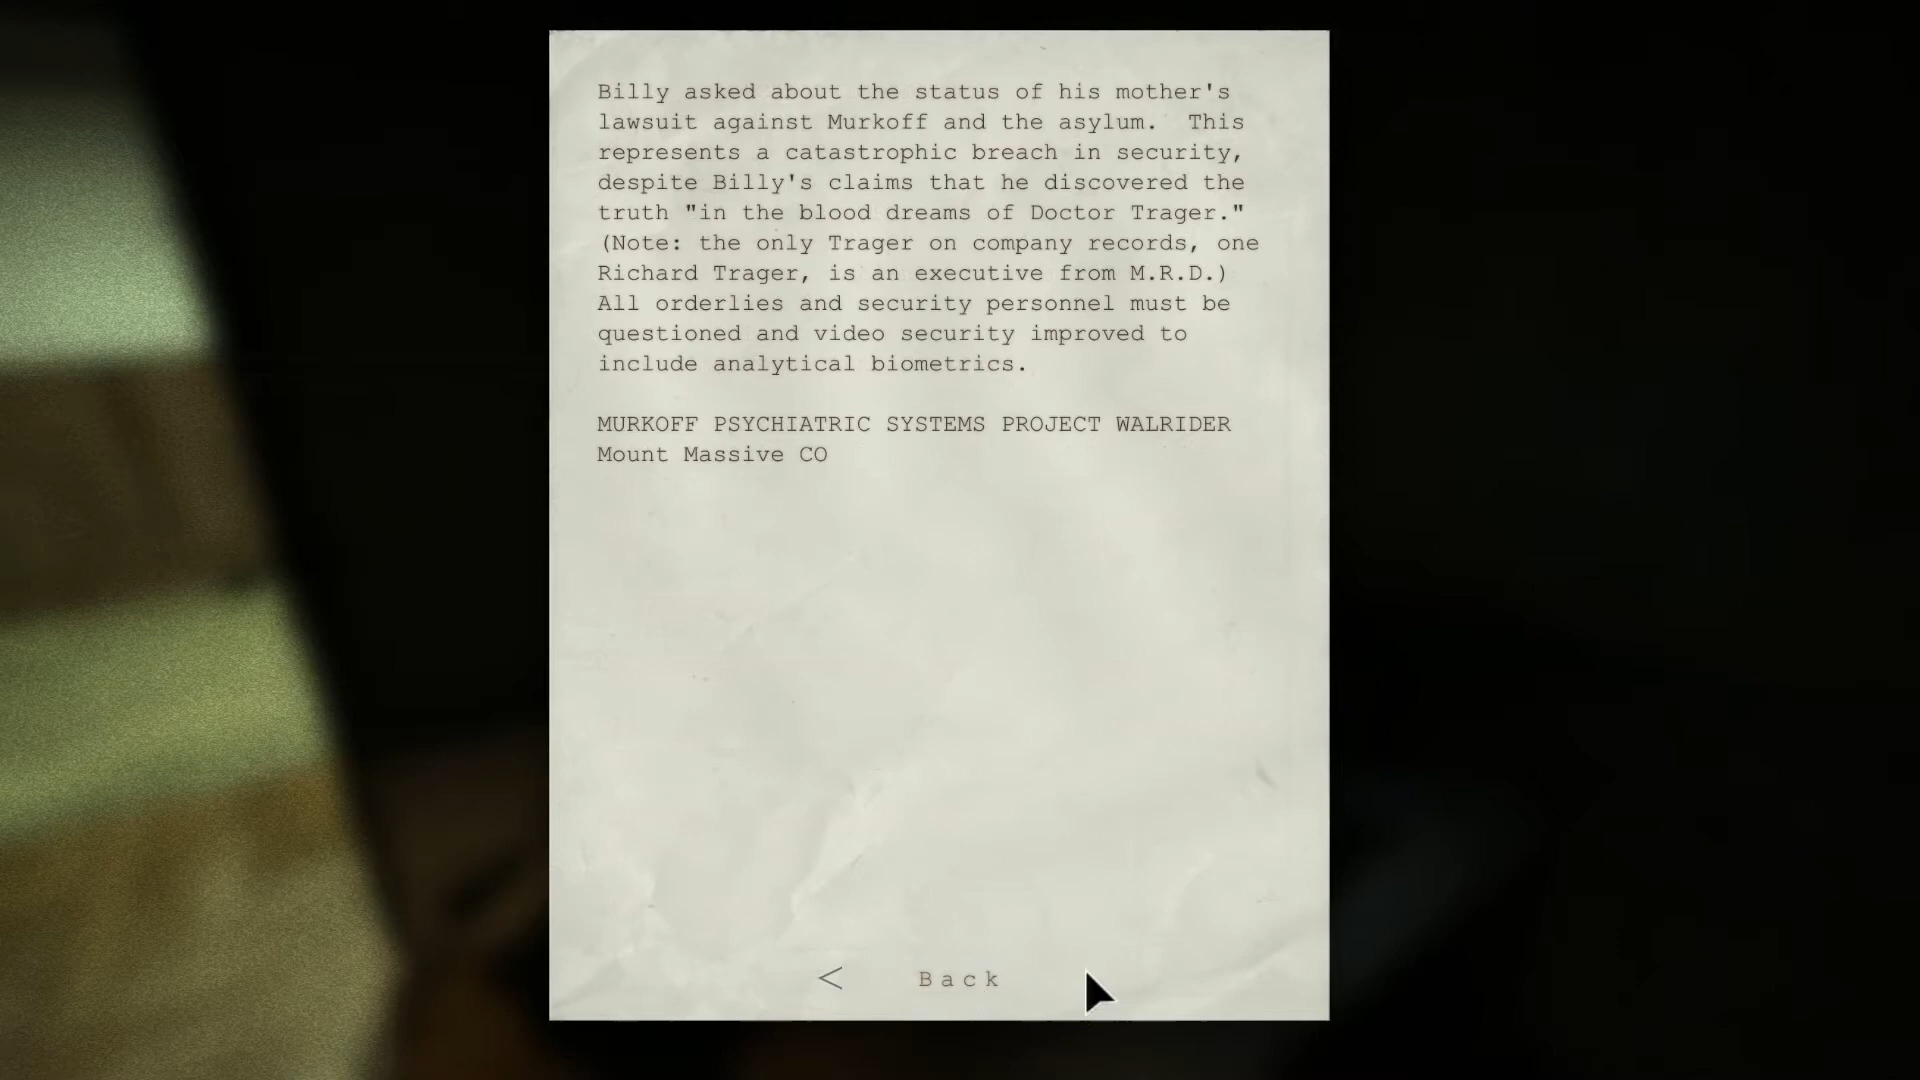 Billy asked about the status of his mother's
lawsuit against Murkoff and the asylum.  This
represents a catastrophic breach in security,
despite Billy's claims that he discovered the
truth "in the blood dreams of Doctor Trager."
(Note: the only Trager on company records, one
Richard Trager, is an executive from M.R.D.)
All orderlies and security personnel must be
questioned and video security improved to
include analytical biometrics.

MURKOFF PSYCHIATRIC SYSTEMS PROJECT WALRIDER
Mount Massive CO
< Back